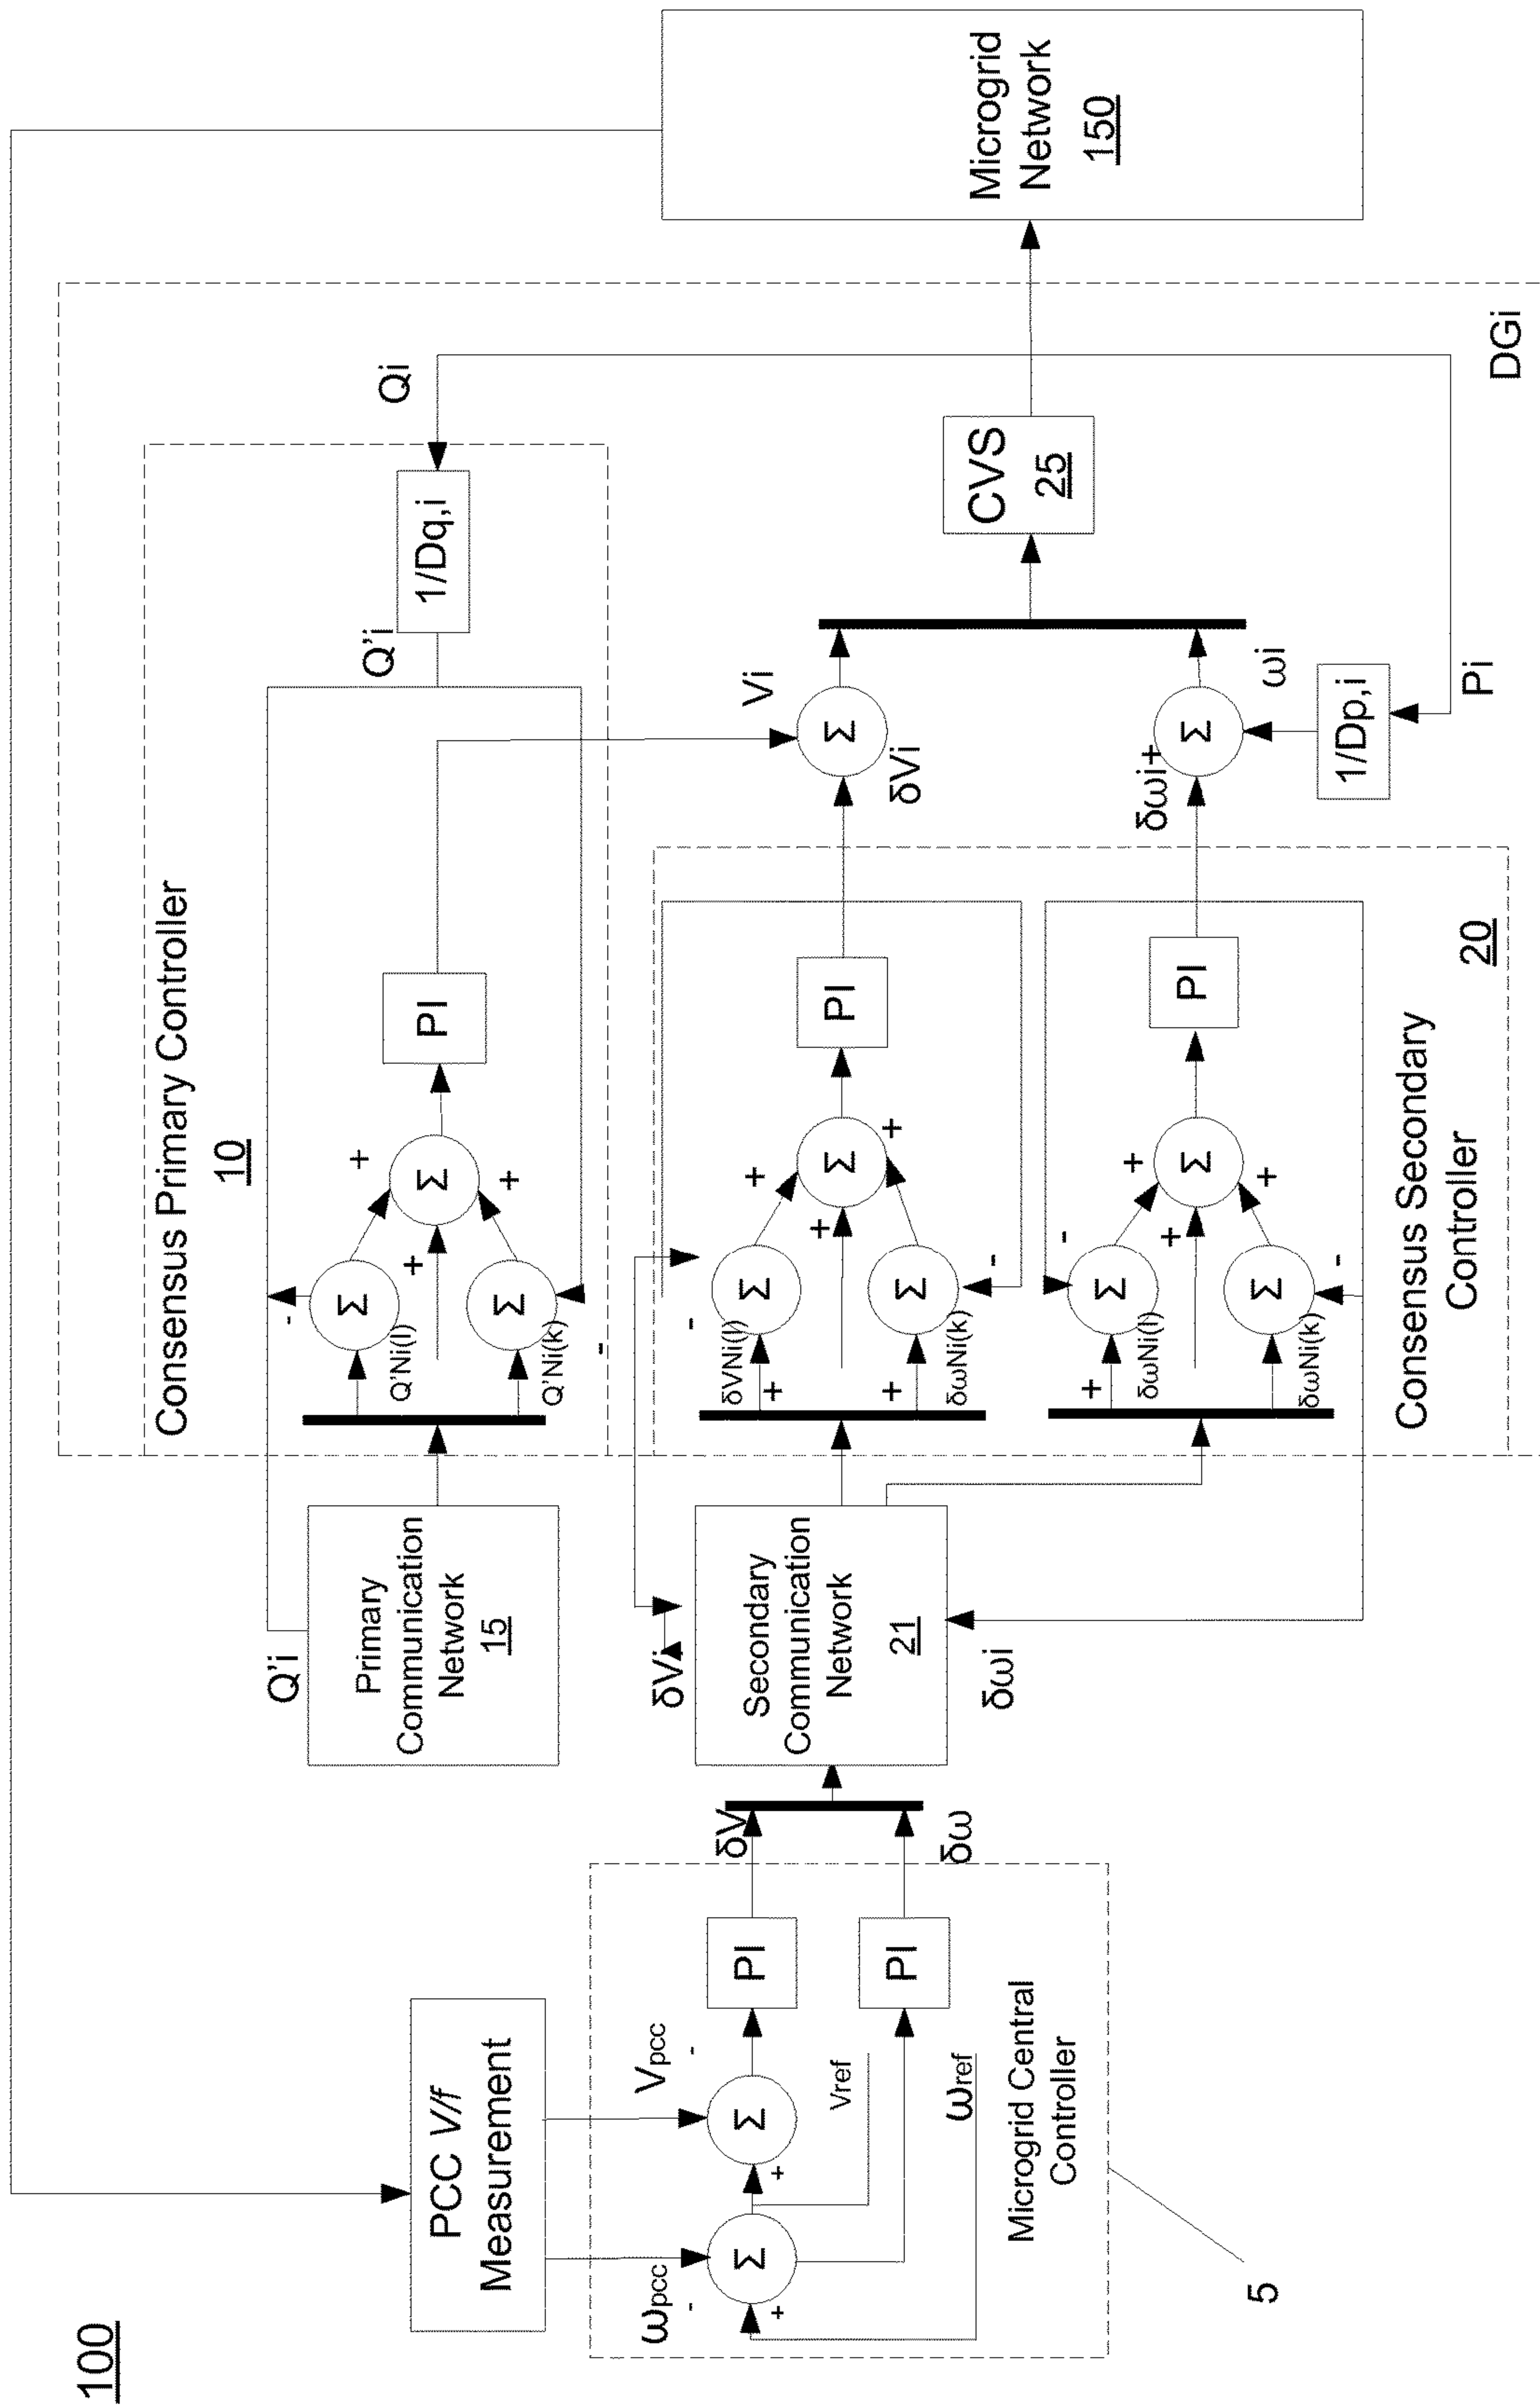 100
PCC V/f
Measurement
ωpcc
-
Vpcc
-
Σ
+
Σ
+
Vref
ωref
PI
PI
Microgrid Central
Controller
5
δV
δω
Q'i
Primary
Communication
Network
15
δVi
Secondary
Communication
Network
21
δωi
Consensus Primary Controller
10
-
Σ
Q'Ni(l)
+
+
Σ
+
Σ
Q'Ni(k)
-
PI
Q'i
1/Dq,i
Qi
-
Σ
δVNi(l)
+
+
+
Σ
+
Σ
δωNi(k)
+
-
PI
δVi
Σ
Vi
-
Σ
+
δωNi(l)
+
+
Σ
+
Σ
δωNi(k)
-
PI
δωi+
Σ
ωi
1/Dp,i
Pi
Consensus Secondary
Controller
20
CVS
25
DGi
Microgrid
Network
150